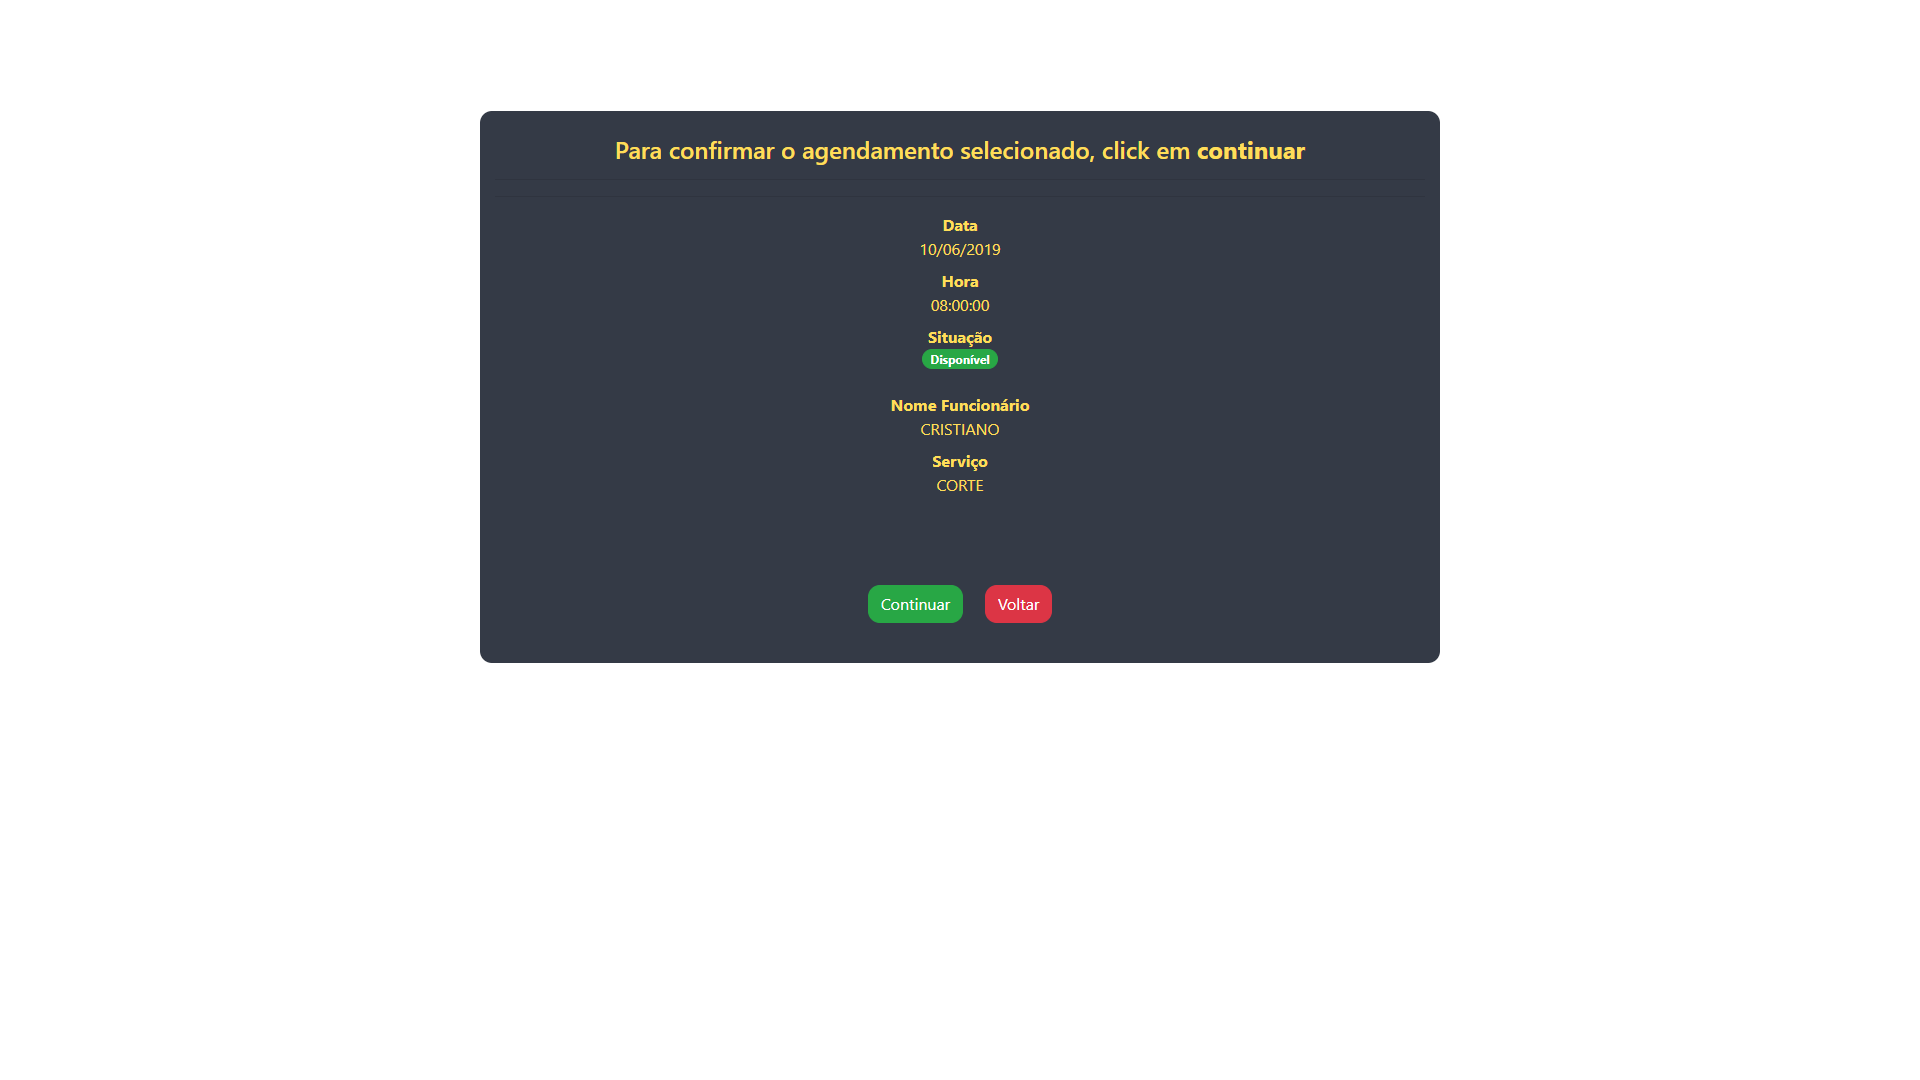 Para confirmar o agendamento selecionado, click em continuar
Data
10/06/2019
Hora
08:00:00
Situação
Disponível
Nome Funcionário
CRISTIANO
Serviço
CORTE
Continuar
Voltar